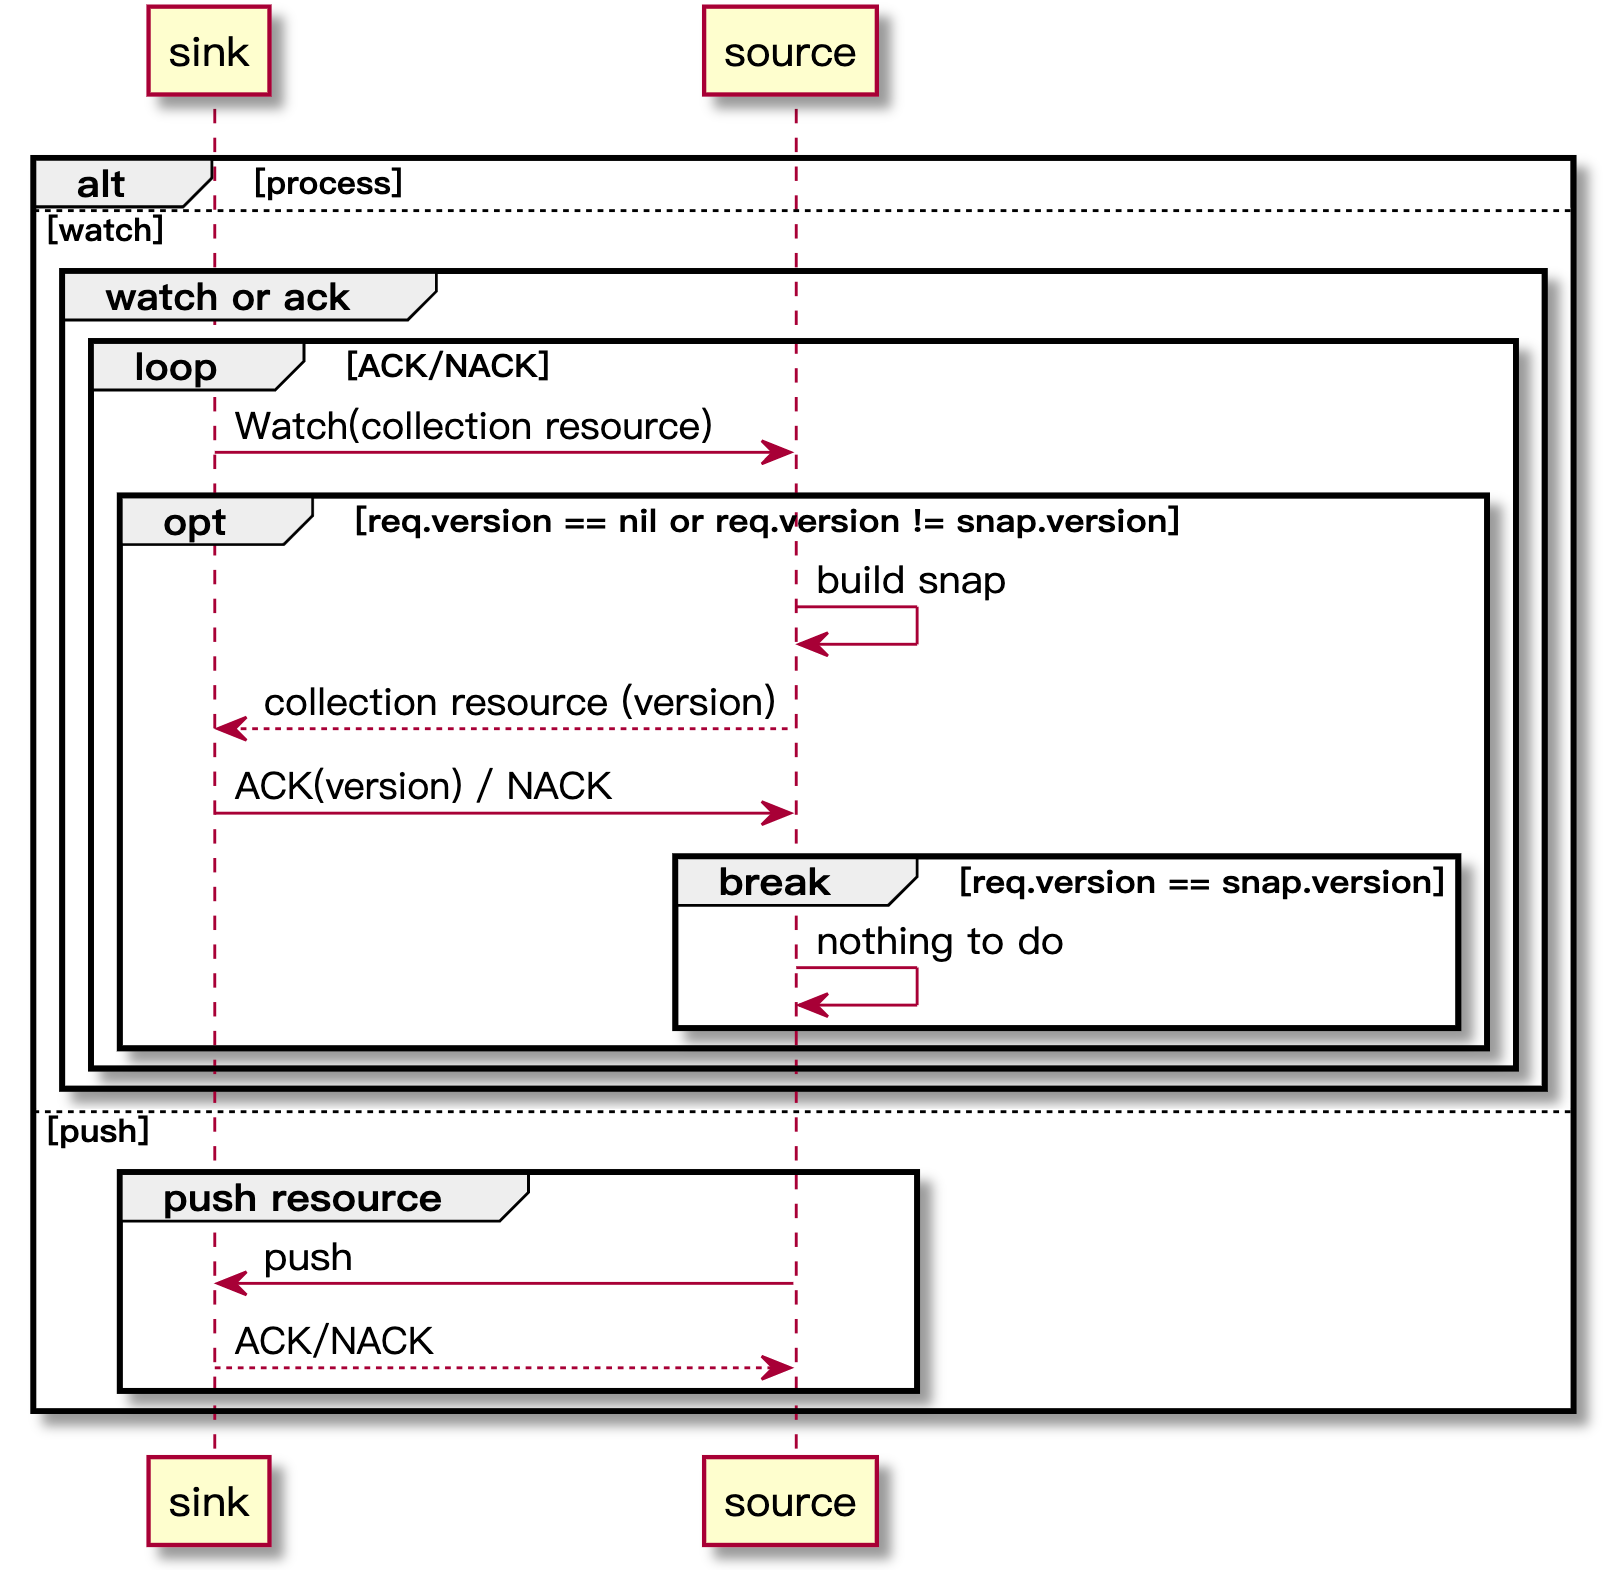 sink source
alt [process]
[watch]
watch or ack
loop [ACK/NACK]
Watch(collection resource)
opt [req.version == nil or req.version != snap.version]
build snap
collection resource (version)
ACK(version) / NACK
break [req.version == snap.version]
nothing to do
[push]
push resource
push
ACK/NACK
sink source